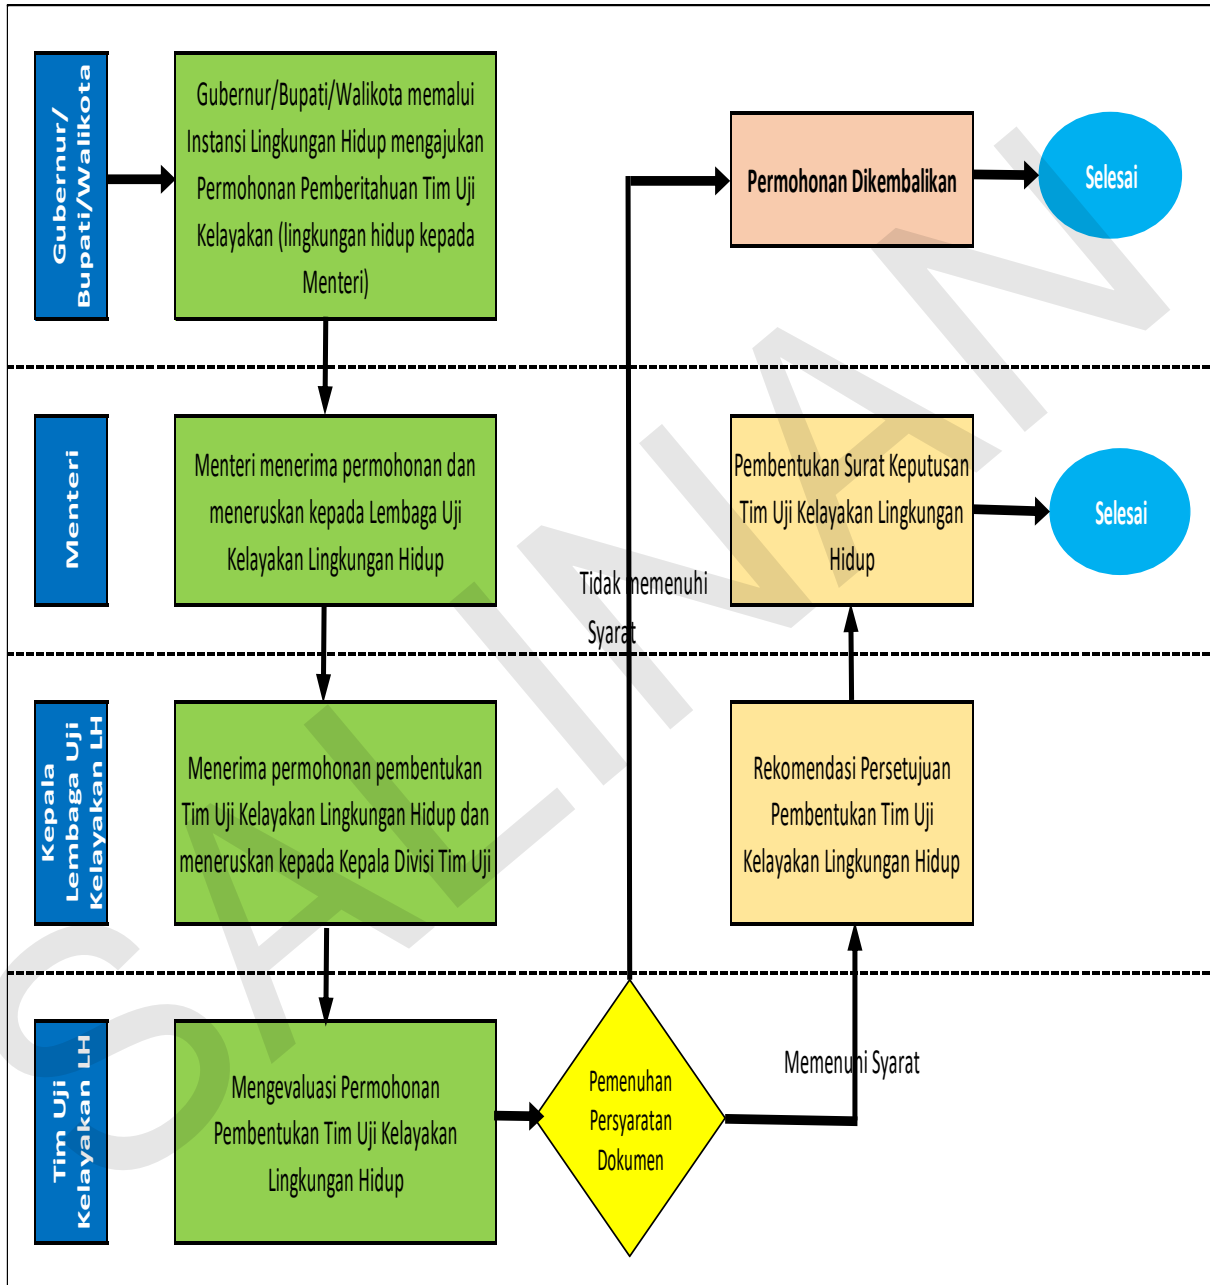 Gubernur/
Bupati/Walikota
Gubernur/Bupati/Walikota memalui
Instansi Lingkungan Hidup mengajukan
Permohonan Pemberitahuan Tim Uji
Kelayakan (lingkungan hidup kepada
Menteri)
Permohonan Dikembalikan
Selesai
Menteri
Menteri menerima permohonan dan
meneruskan kepada Lembaga Uji
Kelayakan Lingkungan Hidup
Tidak memenuhi
Syarat
Pembentukan Surat Keputusan
Tim Uji Kelayakan Lingkungan
Hidup
Selesai
Kepala
Lembaga Uji
Kelayakan LH
Menerima permohonan pembentukan
Tim Uji Kelayakan Lingkungan Hidup dan
meneruskan kepada Kepala Divisi Tim Uji
Rekomendasi Persetujuan
Pembentukan Tim Uji
Kelayakan Lingkungan Hidup
Tim Uji
Kelayakan LH
Mengevaluasi Permohonan
Pembentukan Tim Uji Kelayakan
Lingkungan Hidup
Pemenuhan
Persyaratan
Dokumen
Memenuhi Syarat
SALINAN